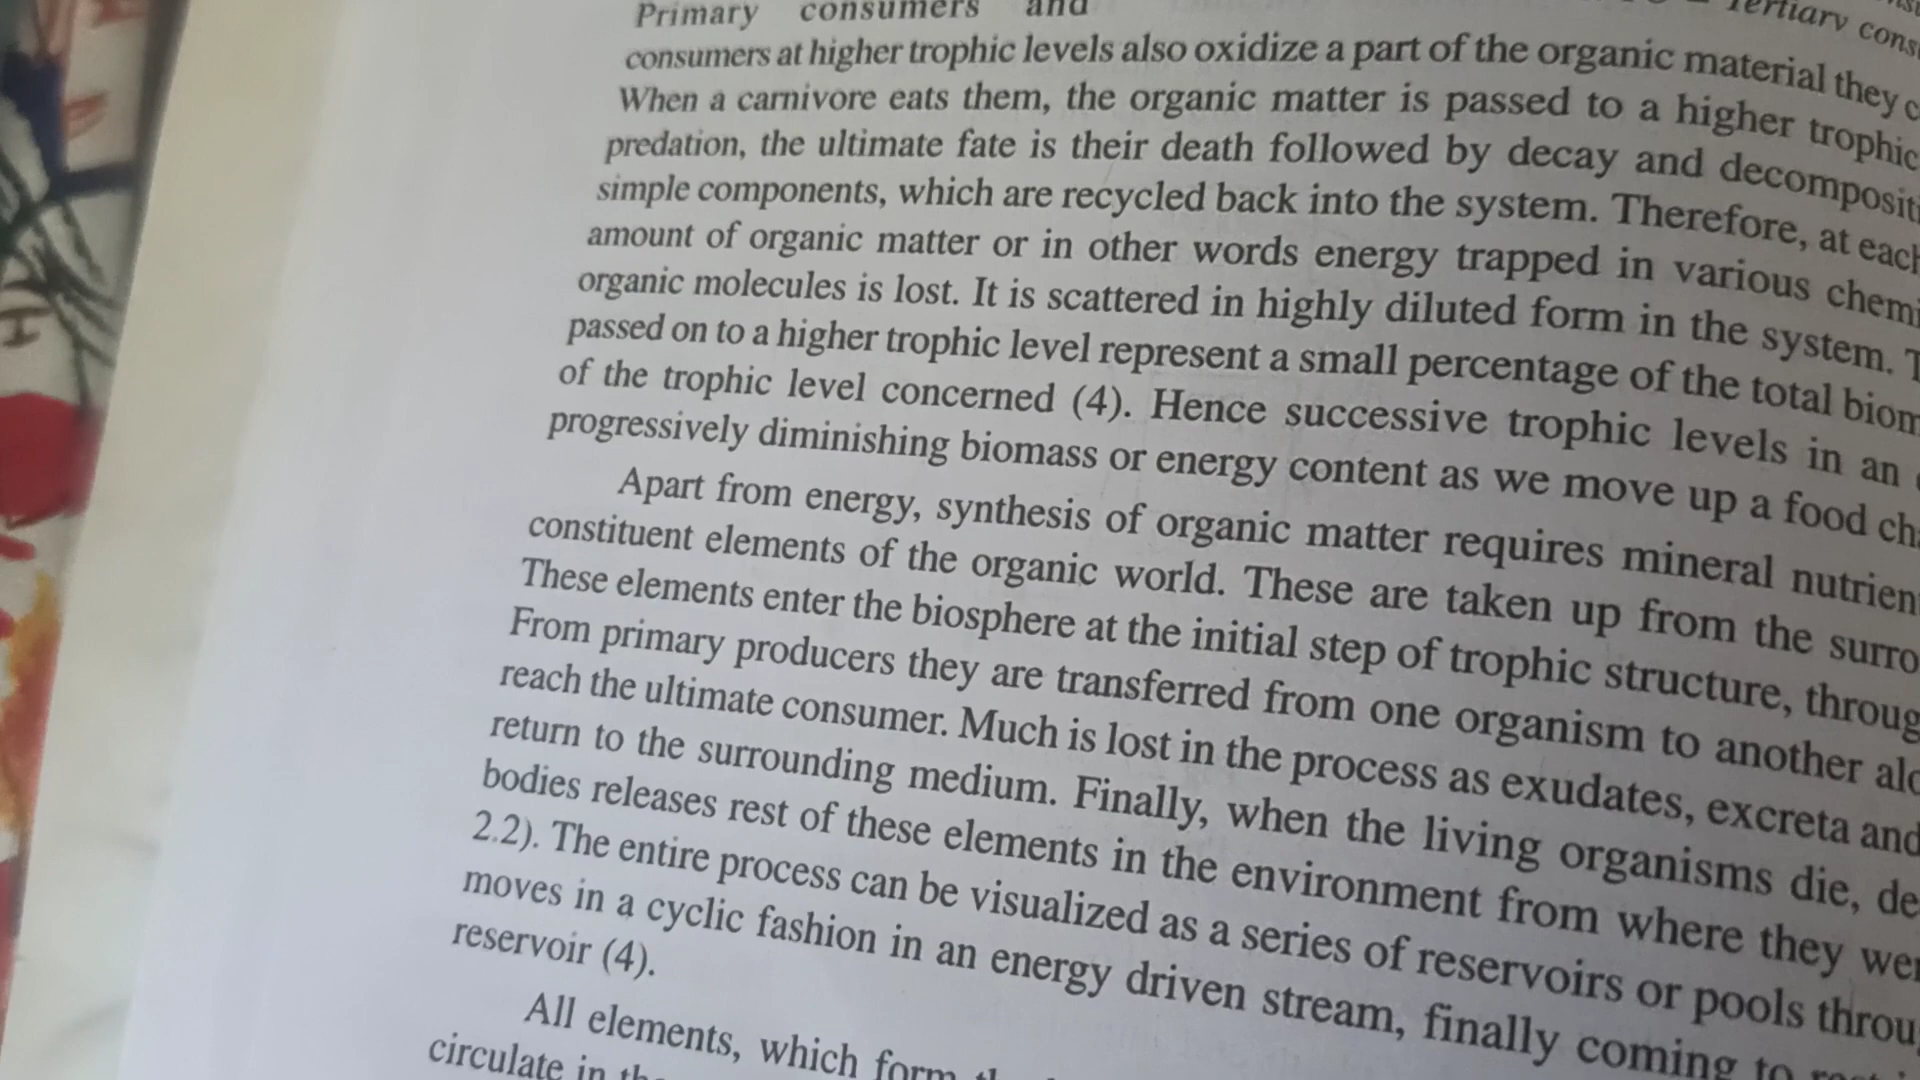 Primary consumers and
Tertiary
consumers at higher trophic levels also oxidize a part of the organic material they
When a carnivore eats them, the organic matter is passed to a higher trophic
predation, the ultimate fate is their death followed by decay and
simple components, which are recycled back into the system. Therefore, at
amount of organic matter or in other words energy trapped in various
organic molecules is lost. It is scattered in highly diluted form in the system.
passed on to a higher trophic level represent a small percentage of the total
of the trophic level concerned (4). Hence successive trophic levels in an
progressively diminishing biomass or energy content as we move up a food
Apart from energy, synthesis of organic matter requires mineral
constituent elements of the organic world. These are taken up from the
These elements enter the biosphere at the initial step of trophic structure,
From primary producers they are transferred from one organism to another
reach the ultimate consumer. Much is lost in the process as exudates, excreta and
return to the surrounding medium. Finally, when the living organisms die,
bodies releases rest of these elements in the environment from where they
2.2). The entire process can be visualized as a series of reservoirs or pools
moves in a cyclic fashion in an energy driven stream, finally coming to
reservoir (4).
All elements, which form
circulate in